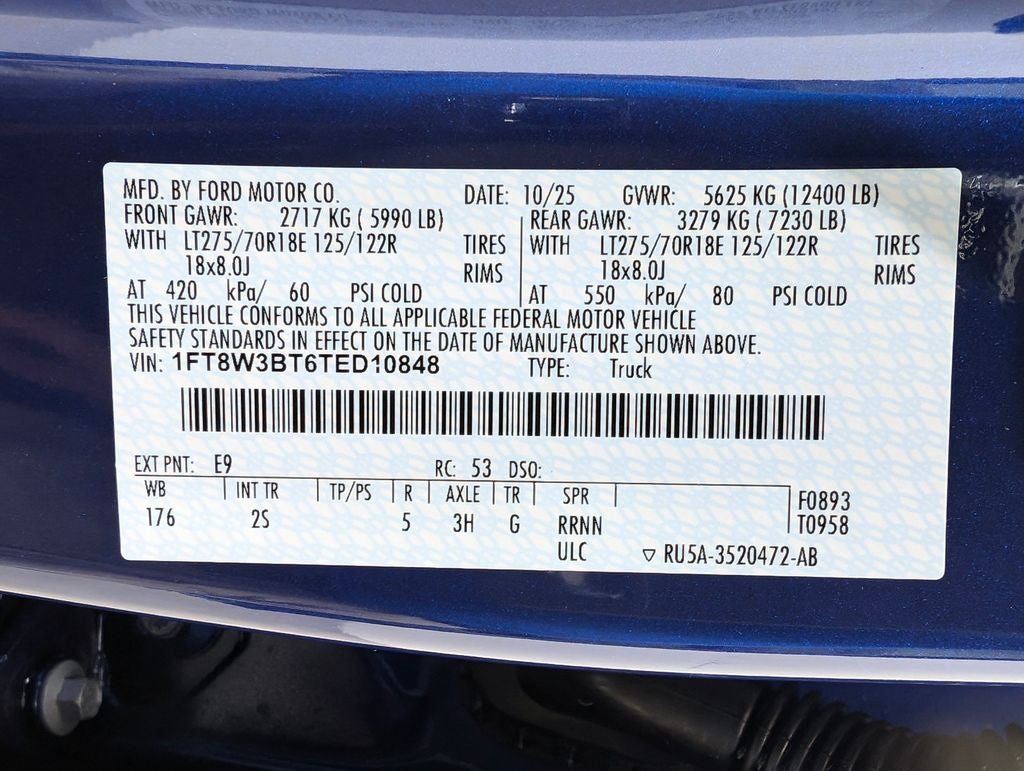 MFD. BY FORD MOTOR CO. DATE: 10/25 GVWR: 5625 KG (12400 LB)
FRONT GAWR: 2717 KG ( 5990 LB) REAR GAWR: 3279 KG ( 7230 LB)
WITH LT275/70R18E 125/122R TIRES WITH LT275/70R18E 125/122R TIRES
18x8.0J RIMS 18x8.0J RIMS
AT 420 kPa/ 60 PSI COLD AT 550 kPa/ 80 PSI COLD
THIS VEHICLE CONFORMS TO ALL APPLICABLE FEDERAL MOTOR VEHICLE
SAFETY STANDARDS IN EFFECT ON THE DATE OF MANUFACTURE SHOWN ABOVE.
VIN: 1FT8W3BT6TED10848 TYPE: Truck
EXT PNT: E9 RC: 53 DSO:
WB INT TR TP/PS R AXLE TR SPR F0893
176 2S 5 3H G RRNN T0958
ULC ▽ RU5A-3520472-AB